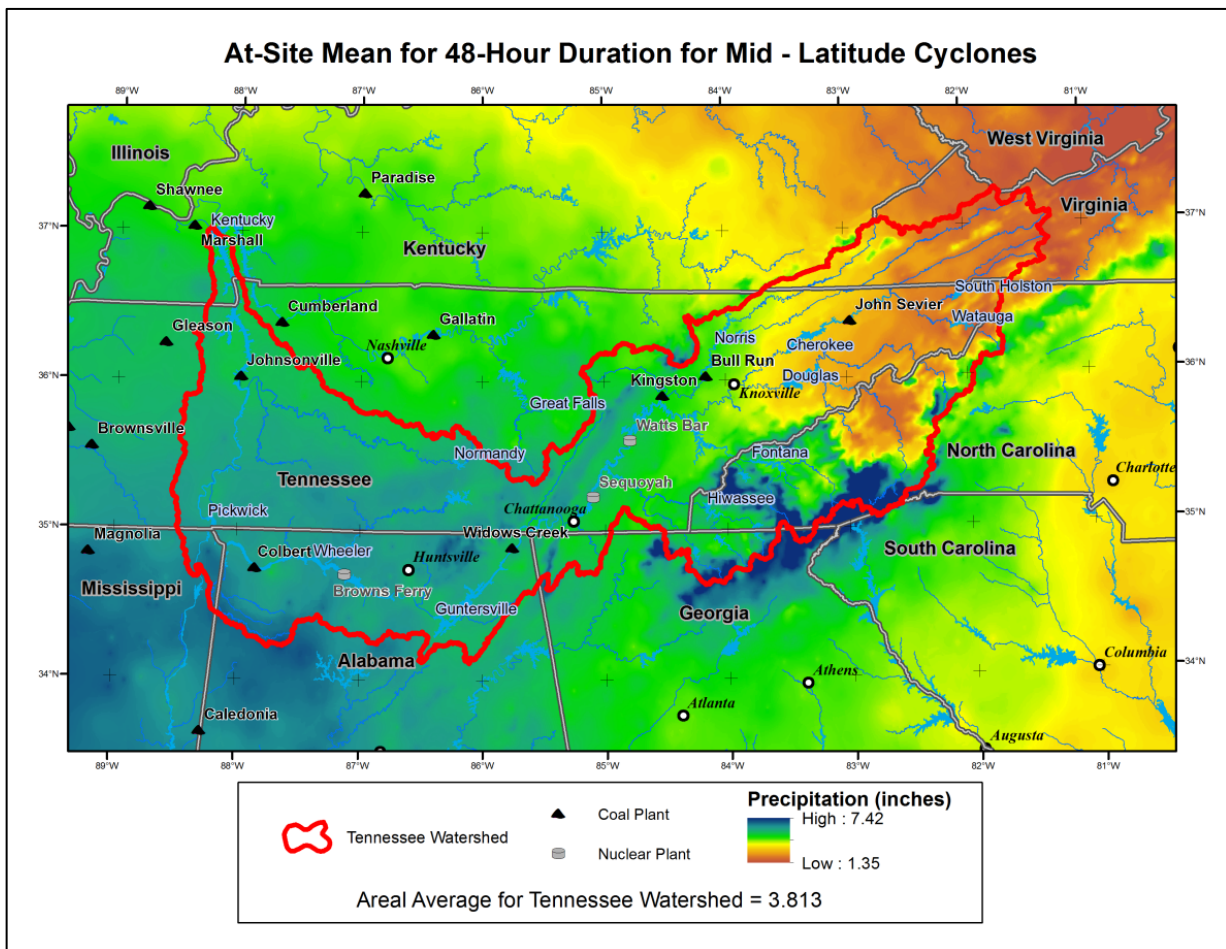 At-Site Mean for 48-Hour Duration for Mid - Latitude Cyclones
89°W 88°W 87°W 86°W 85°W 84°W 83°W 82°W 81°W
West Virginia
Illinois
Paradise
Shawnee
Virginia
37°N
37°N
Kentucky
Marshall
Kentucky
South Holston
Cumberland
John Sevier
Watauga
Gallatin
Gleason
Norris
Cherokee
Nashville
Bull Run
36°N
Johnsonville
36°N
Kingston
Douglas
Knoxville
Great Falls
Brownsville
Watts Bar
Normandy
Fontana
North Carolina
Charlotte
Tennessee
Sequoyah
Hiwassee
Pickwick
Chattanooga
35°N
35°N
Widows Creek
Magnolia
Colbert
Wheeler
Huntsville
South Carolina
Mississippi
Browns Ferry
Guntersville
Georgia
Alabama
34°N
34°N
Columbia
Athens
Caledonia
Atlanta
Augusta
89°W 88°W 87°W 86°W 85°W 84°W 83°W 82°W 81°W
Precipitation (inches)
Tennessee Watershed
Coal Plant
High : 7.42
Nuclear Plant
Low : 1.35
Areal Average for Tennessee Watershed = 3.813